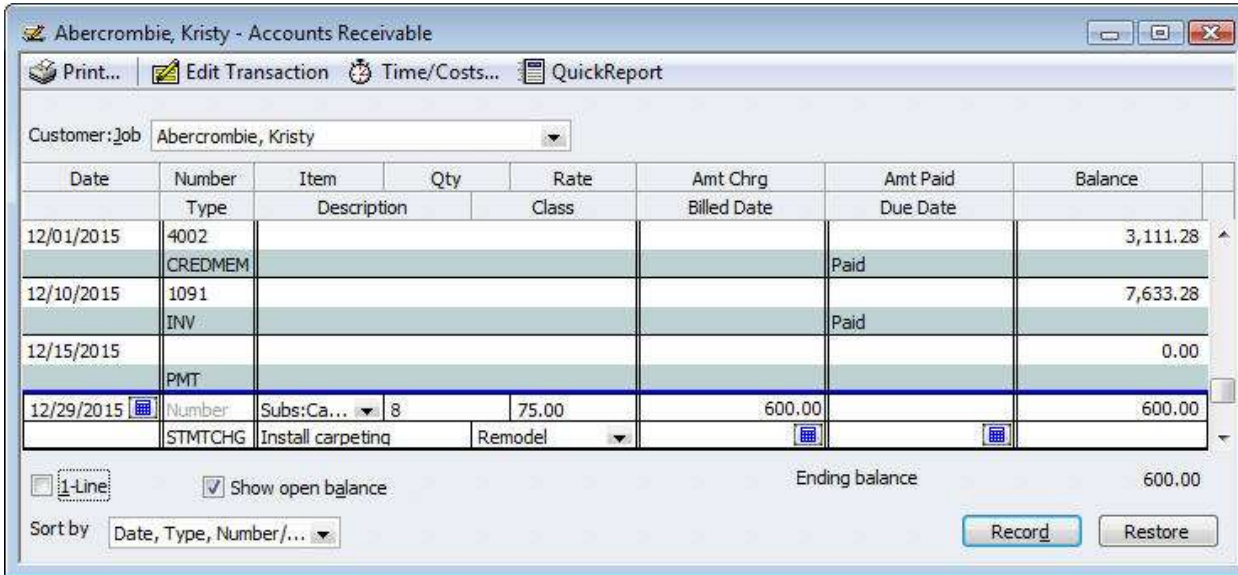 Abercrombie, Kristy - Accounts Receivable
Print... Edit Transaction Time/Costs... QuickReport
Customer:Job Abercrombie, Kristy
Date Number Item Qty Rate Amt Chrg Amt Paid Balance
Type Description Class Billed Date Due Date
12/01/2015 4002 3,111.28
CREDMEM Paid
12/10/2015 1091 7,633.28
INV Paid
12/15/2015 0.00
PMT
12/29/2015 Number Subs:Ca... 8 75.00 600.00 600.00
STMTCHG Install carpeting Remodel
1-Line Show open balance Ending balance 600.00
Sort by Date, Type, Number/... Record Restore